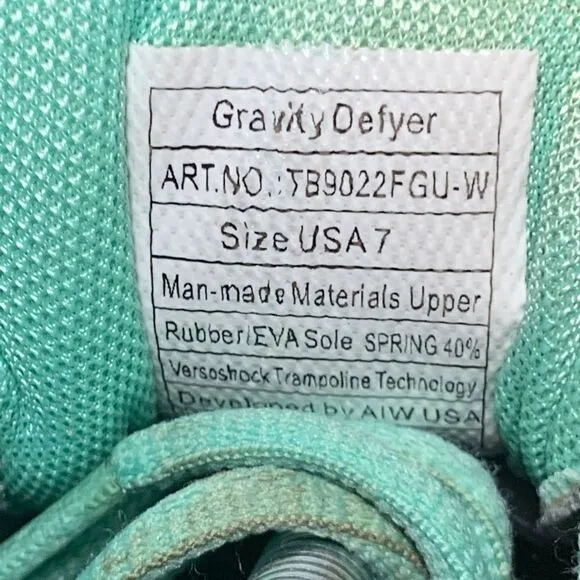 Gravity Defyer
ART.NO.:TB9022FGU-W
Size USA 7
Man-made Materials Upper
Rubber/EVA Sole SPRING 40%
Versoshock Trampoline Technology
Developed by AIW USA